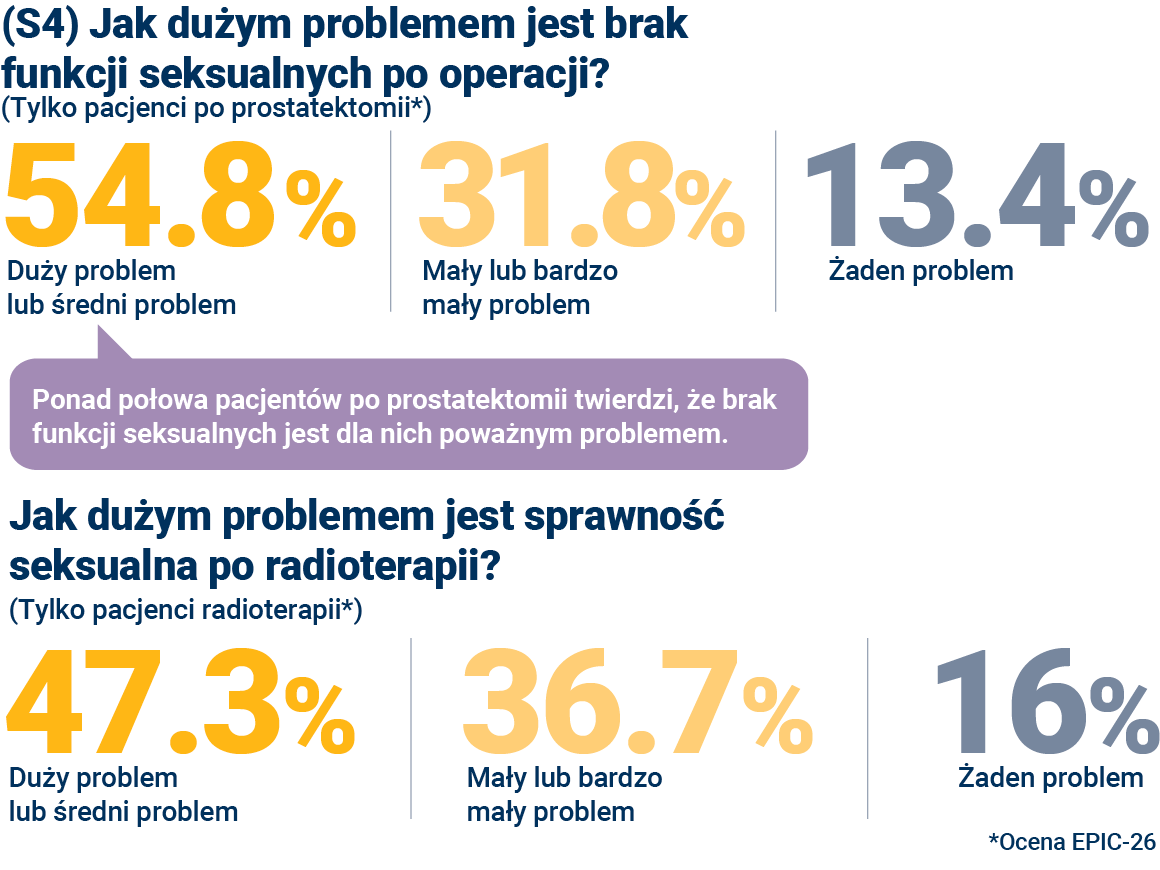 (S4) Jak dużym problemem jest brak
funkcji seksualnych po operacji?
(Tylko pacjenci po prostatektomii*)
54.8%
Duży problem
lub średni problem
31.8%
Mały lub bardzo
mały problem
13.4%
Żaden problem
Ponad połowa pacjentów po prostatektomii twierdzi, że brak
funkcji seksualnych jest dla nich poważnym problemem.
Jak dużym problemem jest sprawność
seksualna po radioterapii?
(Tylko pacjenci radioterapii*)
47.3%
Duży problem
lub średni problem
36.7%
Mały lub bardzo
mały problem
16%
Żaden problem
*Ocena EPIC-26